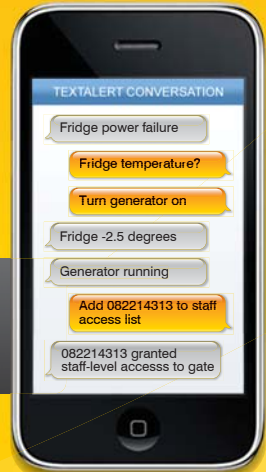 TEXTALERT CONVERSATION
Fridge power failure
Fridge temperature?
Turn generator on
Fridge -2.5 degrees
Generator running
Add 082214313 to staff
access list
082214313 granted
staff-level accesss to gate